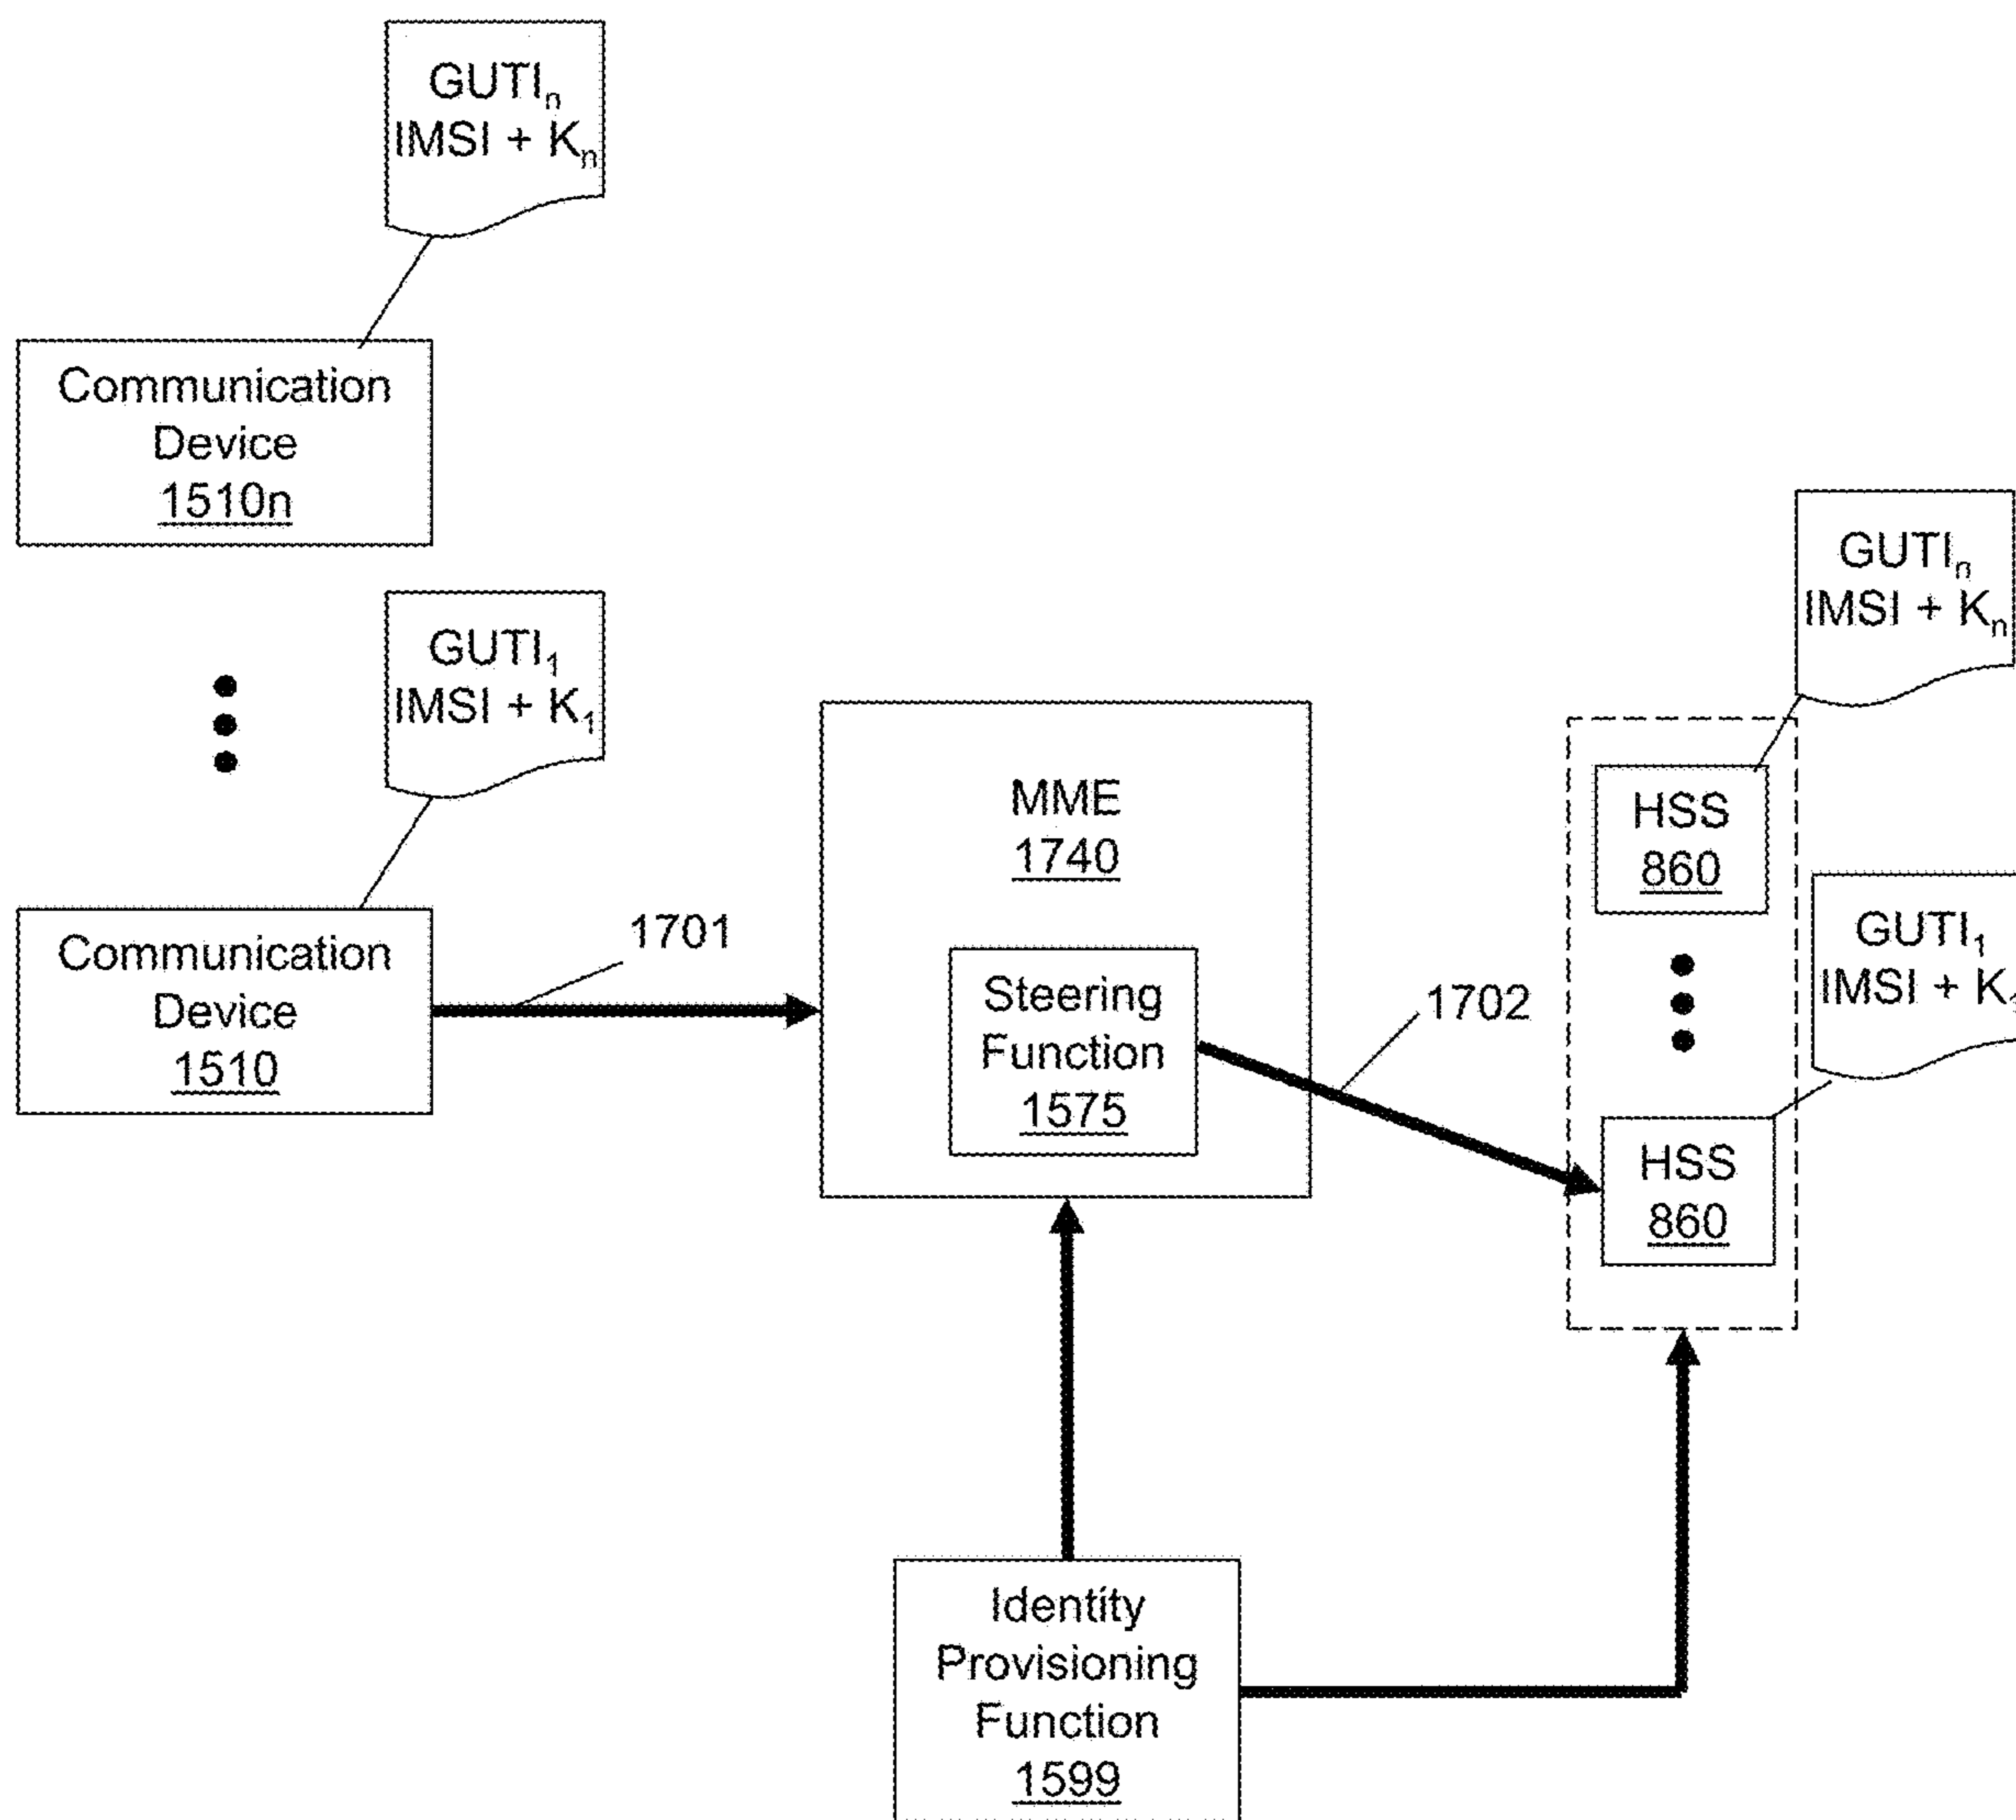 GUTIn
IMSI + Kn
Communication
Device
1510n
GUTI1
IMSI + K1
Communication
Device
1510
1701
MME
1740
Steering
Function
1575
1702
GUTIn
IMSI + Kn
HSS
860
GUTI1
IMSI + K1
HSS
860
Identity
Provisioning
Function
1599